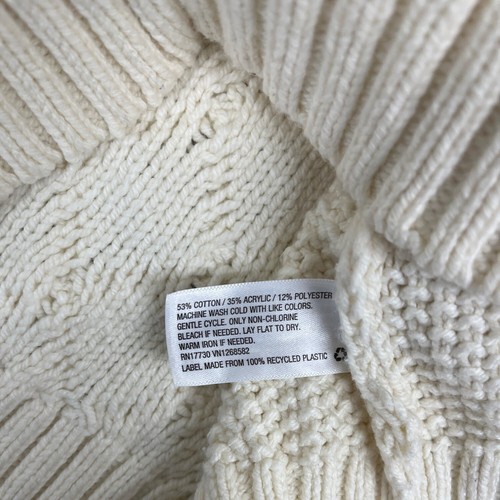 53% COTTON / 35% ACRYLIC / 12% POLYESTER
MACHINE WASH COLD WITH LIKE COLORS.
GENTLE CYCLE. ONLY NON-CHLORINE
BLEACH IF NEEDED. LAY FLAT TO DRY.
WARM IRON IF NEEDED.
RN17730 VN1268582
LABEL MADE FROM 100% RECYCLED PLASTIC